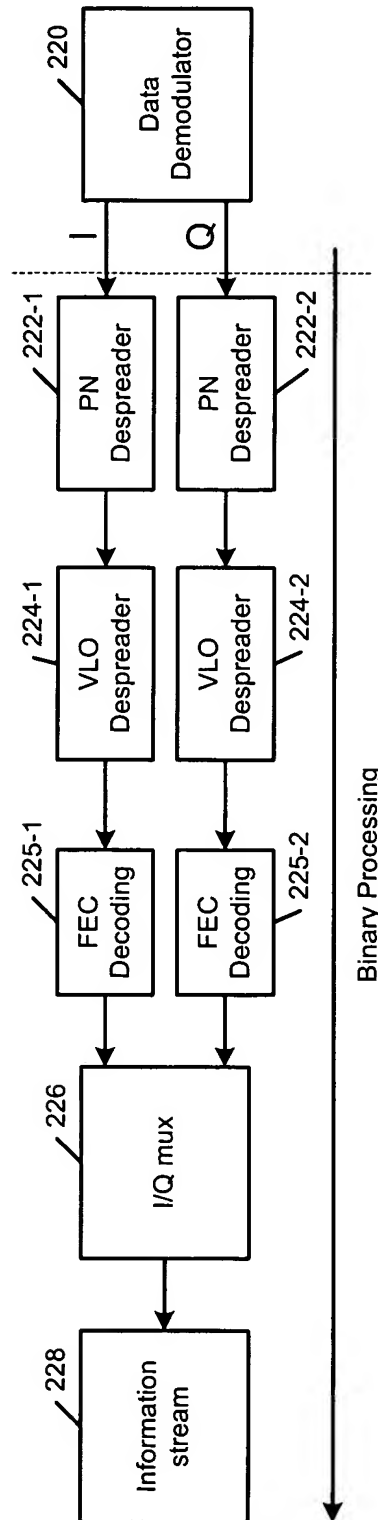 228
Information
stream
226
I/Q mux
225-1
FEC
Decoding
225-2
FEC
Decoding
224-1
VLO
Despreader
224-2
VLO
Despreader
222-1
PN
Despreader
222-2
PN
Despreader
I
Q
220
Data
Demodulator
Binary Processing